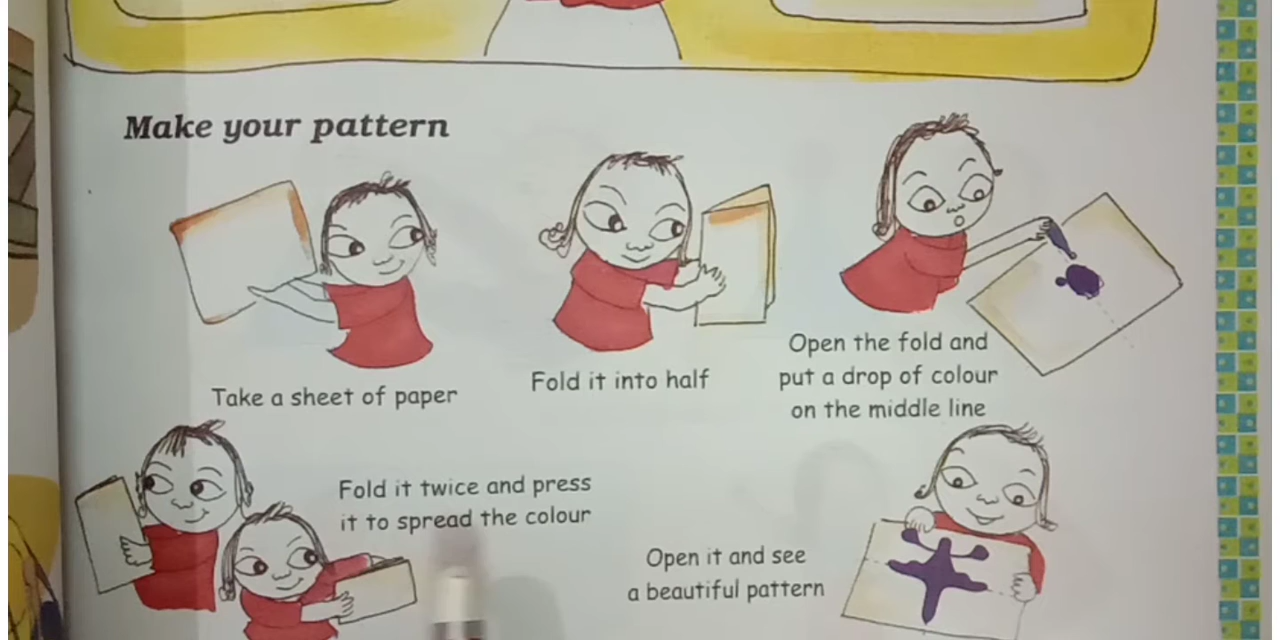 Make your pattern
Take a sheet of paper
Fold it into half
Open the fold and
put a drop of colour
on the middle line
Fold it twice and press
it to spread the colour
Open it and see
a beautiful pattern